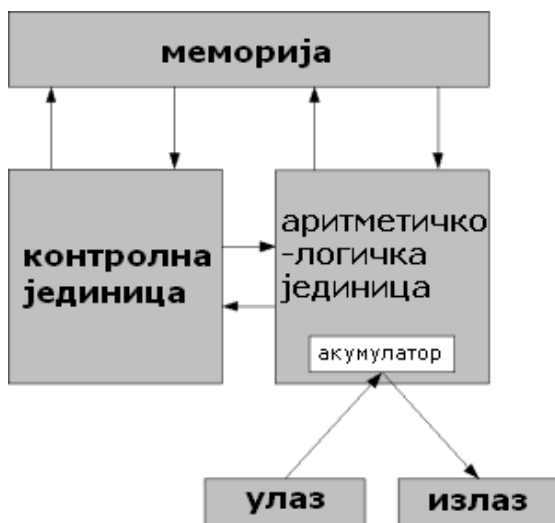 меморија
контролна
јединица
аритметичко
-логичка
јединица
акумулатор
улаз
излаз